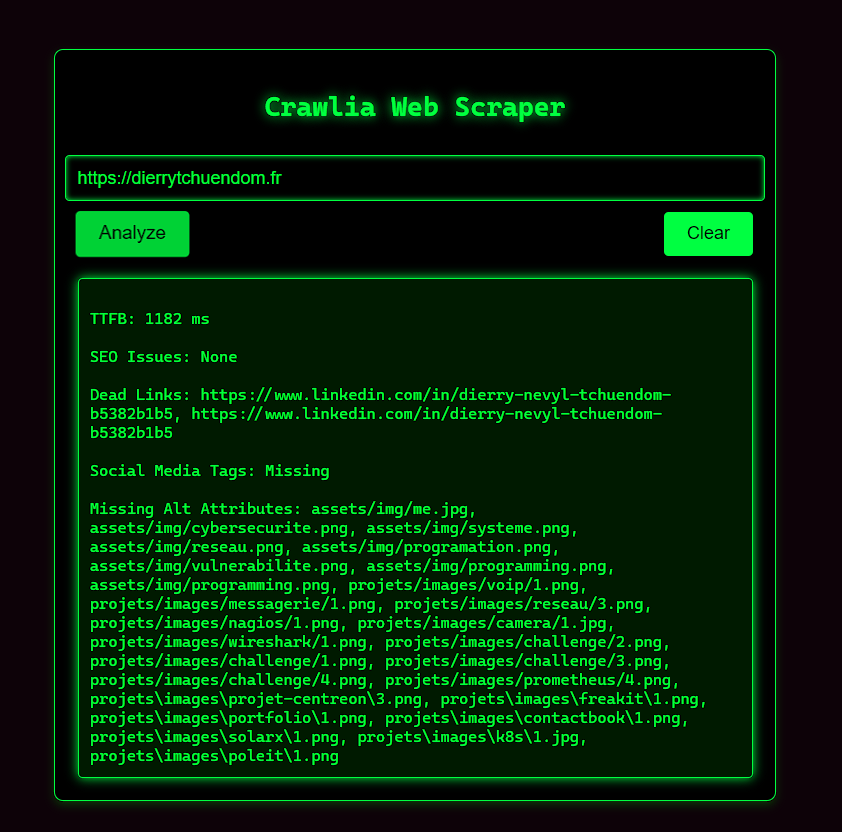 Crawlia Web Scraper
https://dierrytchuendom.fr
Analyze
Clear
TTFB: 1182 ms
SEO Issues: None
Dead Links: https://www.linkedin.com/in/dierry-nevyl-tchuendom-
b5382b1b5, https://www.linkedin.com/in/dierry-nevyl-tchuendom-
b5382b1b5
Social Media Tags: Missing
Missing Alt Attributes: assets/img/me.jpg,
assets/img/cybersecurite.png, assets/img/systeme.png,
assets/img/reseau.png, assets/img/programation.png,
assets/img/vulnerabilite.png, assets/img/programming.png,
assets/img/programming.png, projets/images/voip/1.png,
projets/images/messagerie/1.png, projets/images/reseau/3.png,
projets/images/nagios/1.png, projets/images/camera/1.jpg,
projets/images/wireshark/1.png, projets/images/challenge/2.png,
projets/images/challenge/1.png, projets/images/challenge/3.png,
projets/images/challenge/4.png, projets/images/prometheus/4.png,
projets\images\projet-centreon\3.png, projets\images\freakit\1.png,
projets\images\portfolio\1.png, projets\images\contactbook\1.png,
projets\images\solarx\1.png, projets\images\k8s\1.jpg,
projets\images\poleit\1.png